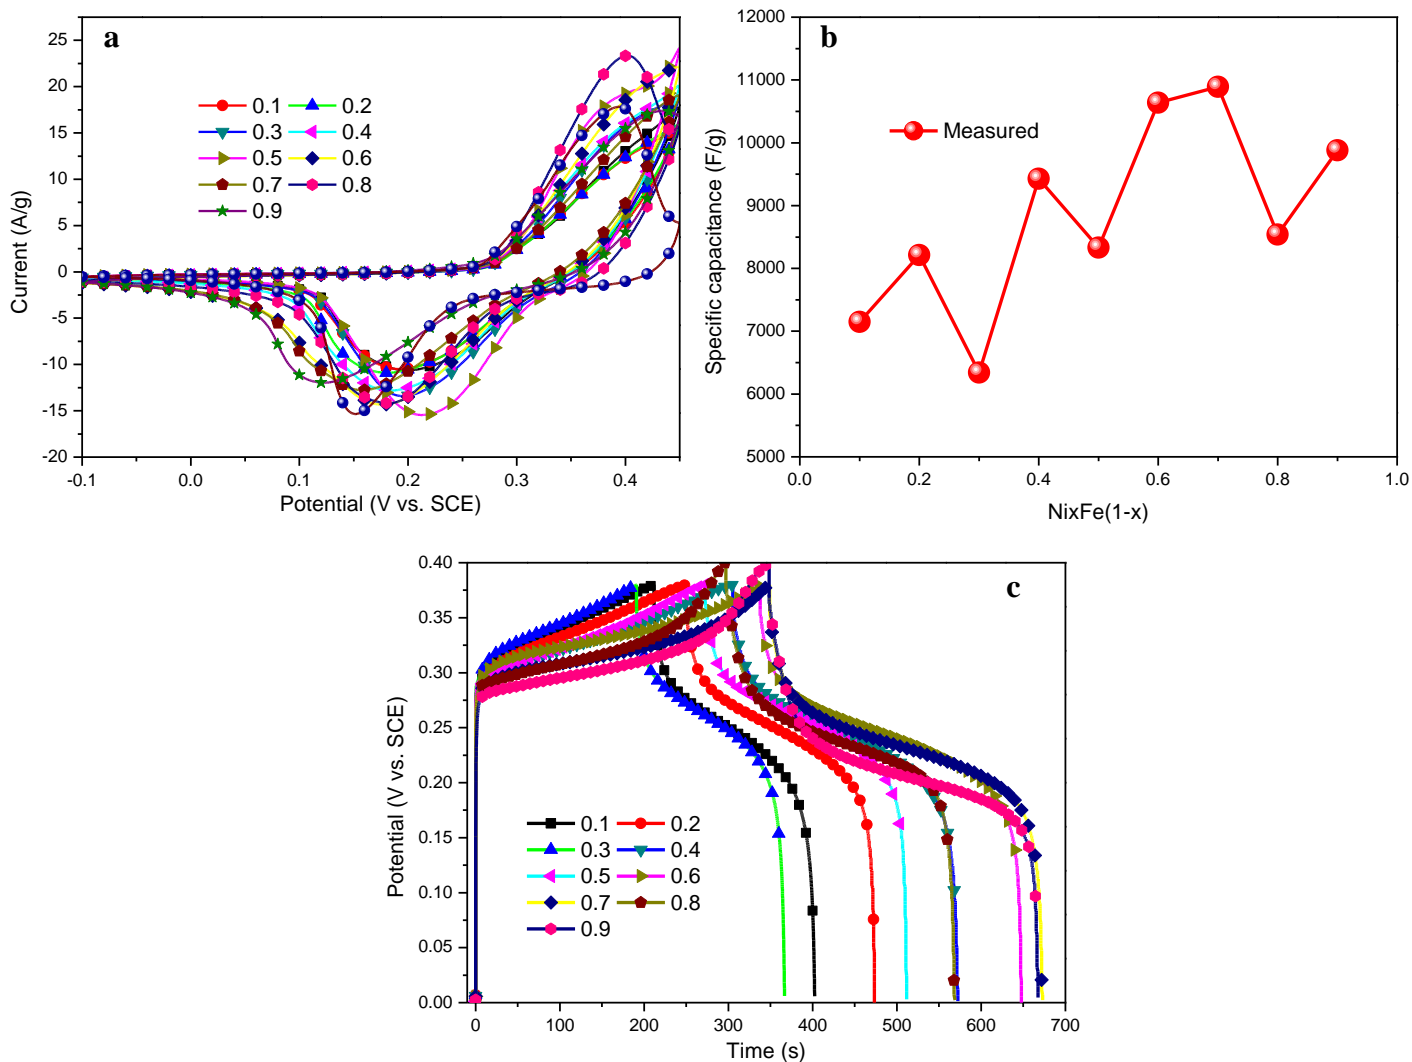 a
25
20
15
10
5
0
-5
-10
-15
-20
-0.1 0.0 0.1 0.2 0.3 0.4
Current (A/g)
Potential (V vs. SCE)
0.1 0.2
0.3 0.4
0.5 0.6
0.7 0.8
0.9
b
12000
11000
10000
9000
8000
7000
6000
5000
0.0 0.2 0.4 0.6 0.8 1.0
Specific capacitance (F/g)
NixFe(1-x)
Measured
c
0.40
0.35
0.30
0.25
0.20
0.15
0.10
0.05
0.00
0 100 200 300 400 500 600 700
Potential (V vs. SCE)
Time (s)
0.1 0.2
0.3 0.4
0.5 0.6
0.7 0.8
0.9